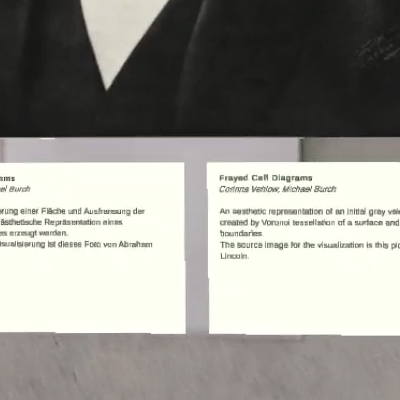 ms
el Burch
rung einer Fläche und Ausfransung der
ästhetische Repräsentation eines
es erzeugt werden.
isualisierung ist dieses Foto von Abraham
Frayed Cell Diagrams
Corinna Vehlow, Michael Burch
An aesthetic representation of an initial gray val
created by Voronoi tessellation of a surface and
boundaries.
The source image for the visualization is this pi
Lincoln.